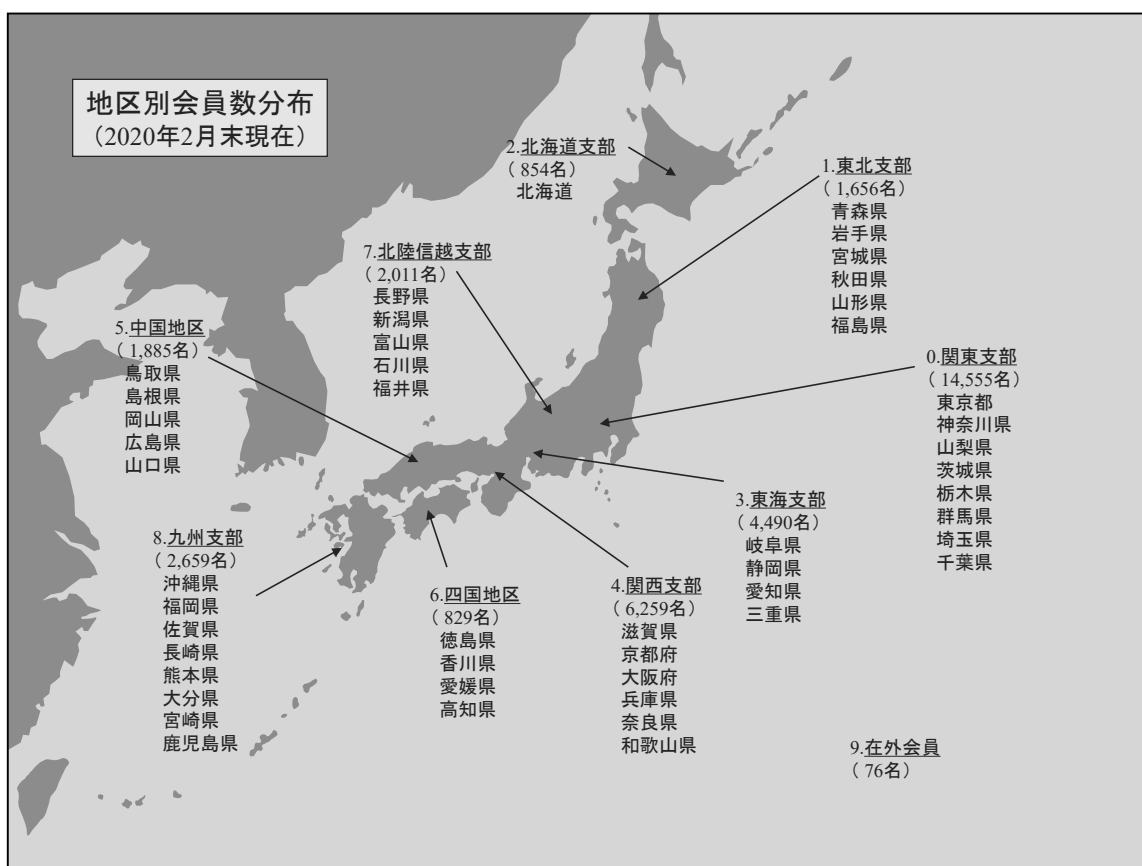 地区別会員数分布
（2020年2月末現在）
2.北海道支部
（ 854名）
北海道
1.東北支部
（ 1,656名）
青森県
岩手県
宮城県
秋田県
山形県
福島県
7.北陸信越支部
（ 2,011名）
長野県
新潟県
富山県
石川県
福井県
5.中国地区
（ 1,885名）
鳥取県
島根県
岡山県
広島県
山口県
0.関東支部
（ 14,555名）
東京都
神奈川県
山梨県
茨城県
栃木県
群馬県
埼玉県
千葉県
3.東海支部
（ 4,490名）
岐阜県
静岡県
愛知県
三重県
8.九州支部
（ 2,659名）
沖縄県
福岡県
佐賀県
長崎県
熊本県
大分県
宮崎県
鹿児島県
6.四国地区
（ 829名）
徳島県
香川県
愛媛県
高知県
4.関西支部
（ 6,259名）
滋賀県
京都府
大阪府
兵庫県
奈良県
和歌山県
9.在外会員
（ 76名）